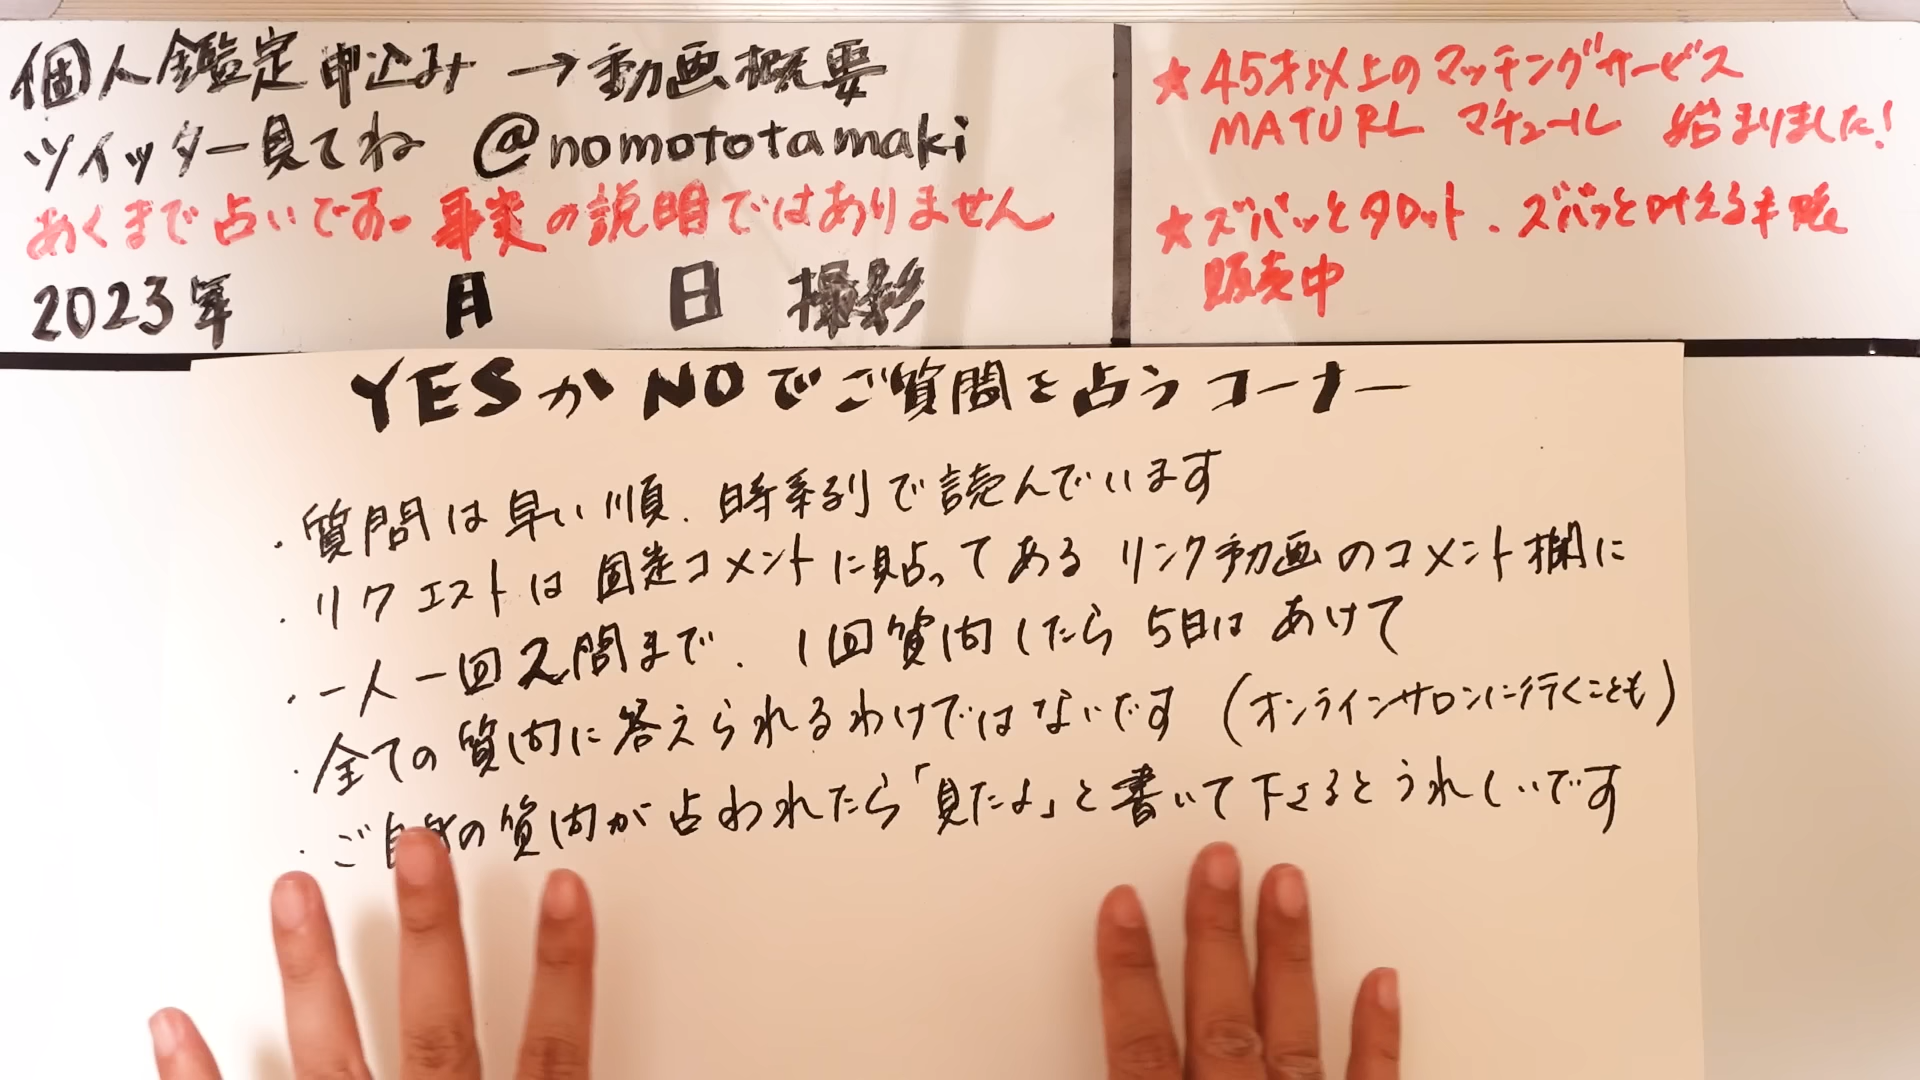 個人鑑定申込み→動画概要
ツイッター見てね @nomototamaki
あくまで占いです。事実の説明ではありません
2023年 月 日 撮影
★45才以上のマッチングサービス
MATURL マチュール 始まりました!
★ズバッとタロット、ズバッと叶える手帳
販売中
YESかNOでご質問を占うコーナー
・質問は早い順、時系列で読んでいます
・リクエストは固定コメントに貼ってあるリンク動画のコメント欄に
・一人一回2問まで、1回質問したら5日はあけて
・全ての質問に答えられるわけではないです(オンラインサロンに行くことも)
・ご自身の質問が占われたら「見たよ」と書いて下さるとうれしいです